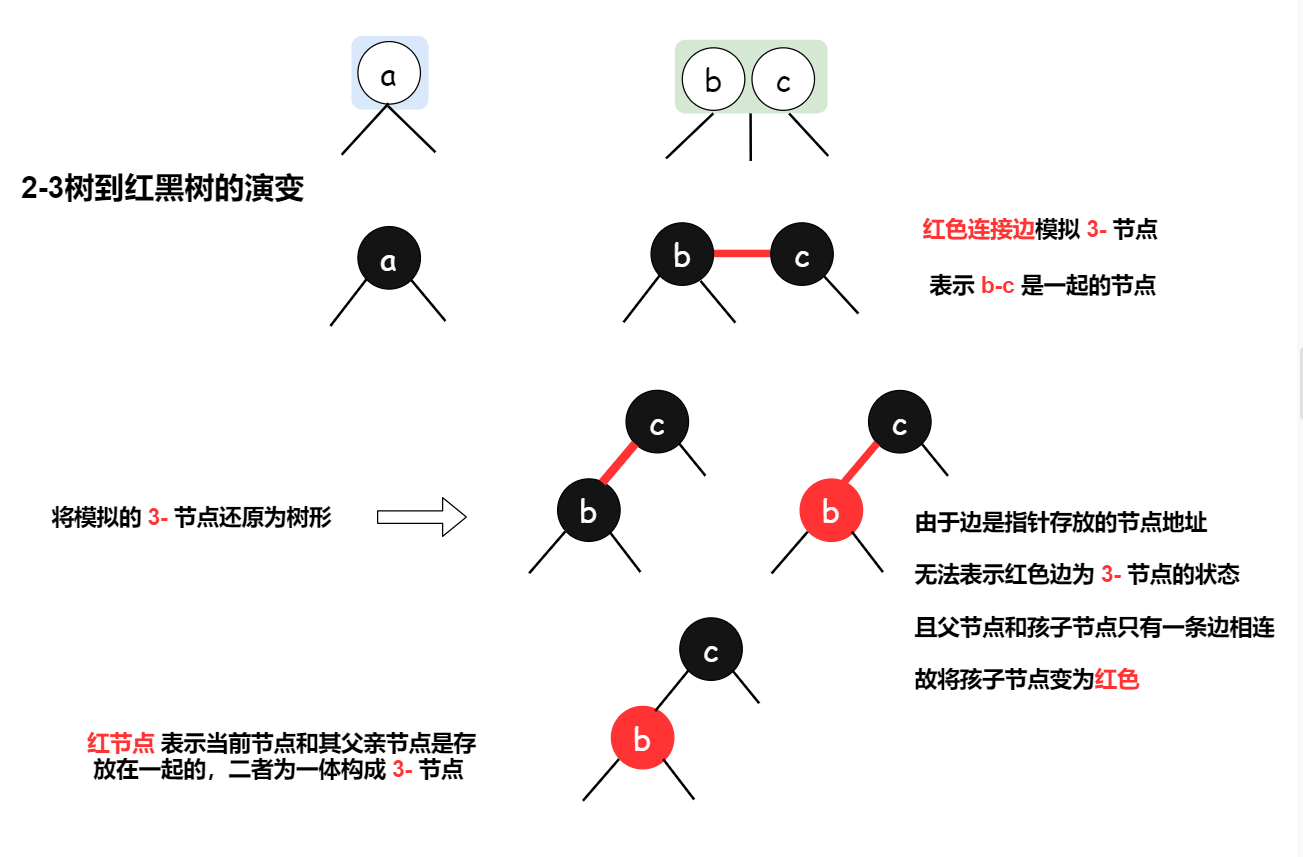 a
b c
2-3树到红黑树的演变
a
b c
红色连接边模拟 3- 节点
表示 b-c 是一起的节点
c
b
c
b
将模拟的 3- 节点还原为树形
由于边是指针存放的节点地址
无法表示红色边为 3- 节点的状态
且父节点和孩子节点只有一条边相连
故将孩子节点变为红色
c
b
红节点 表示当前节点和其父亲节点是存
放在一起的，二者为一体构成 3- 节点